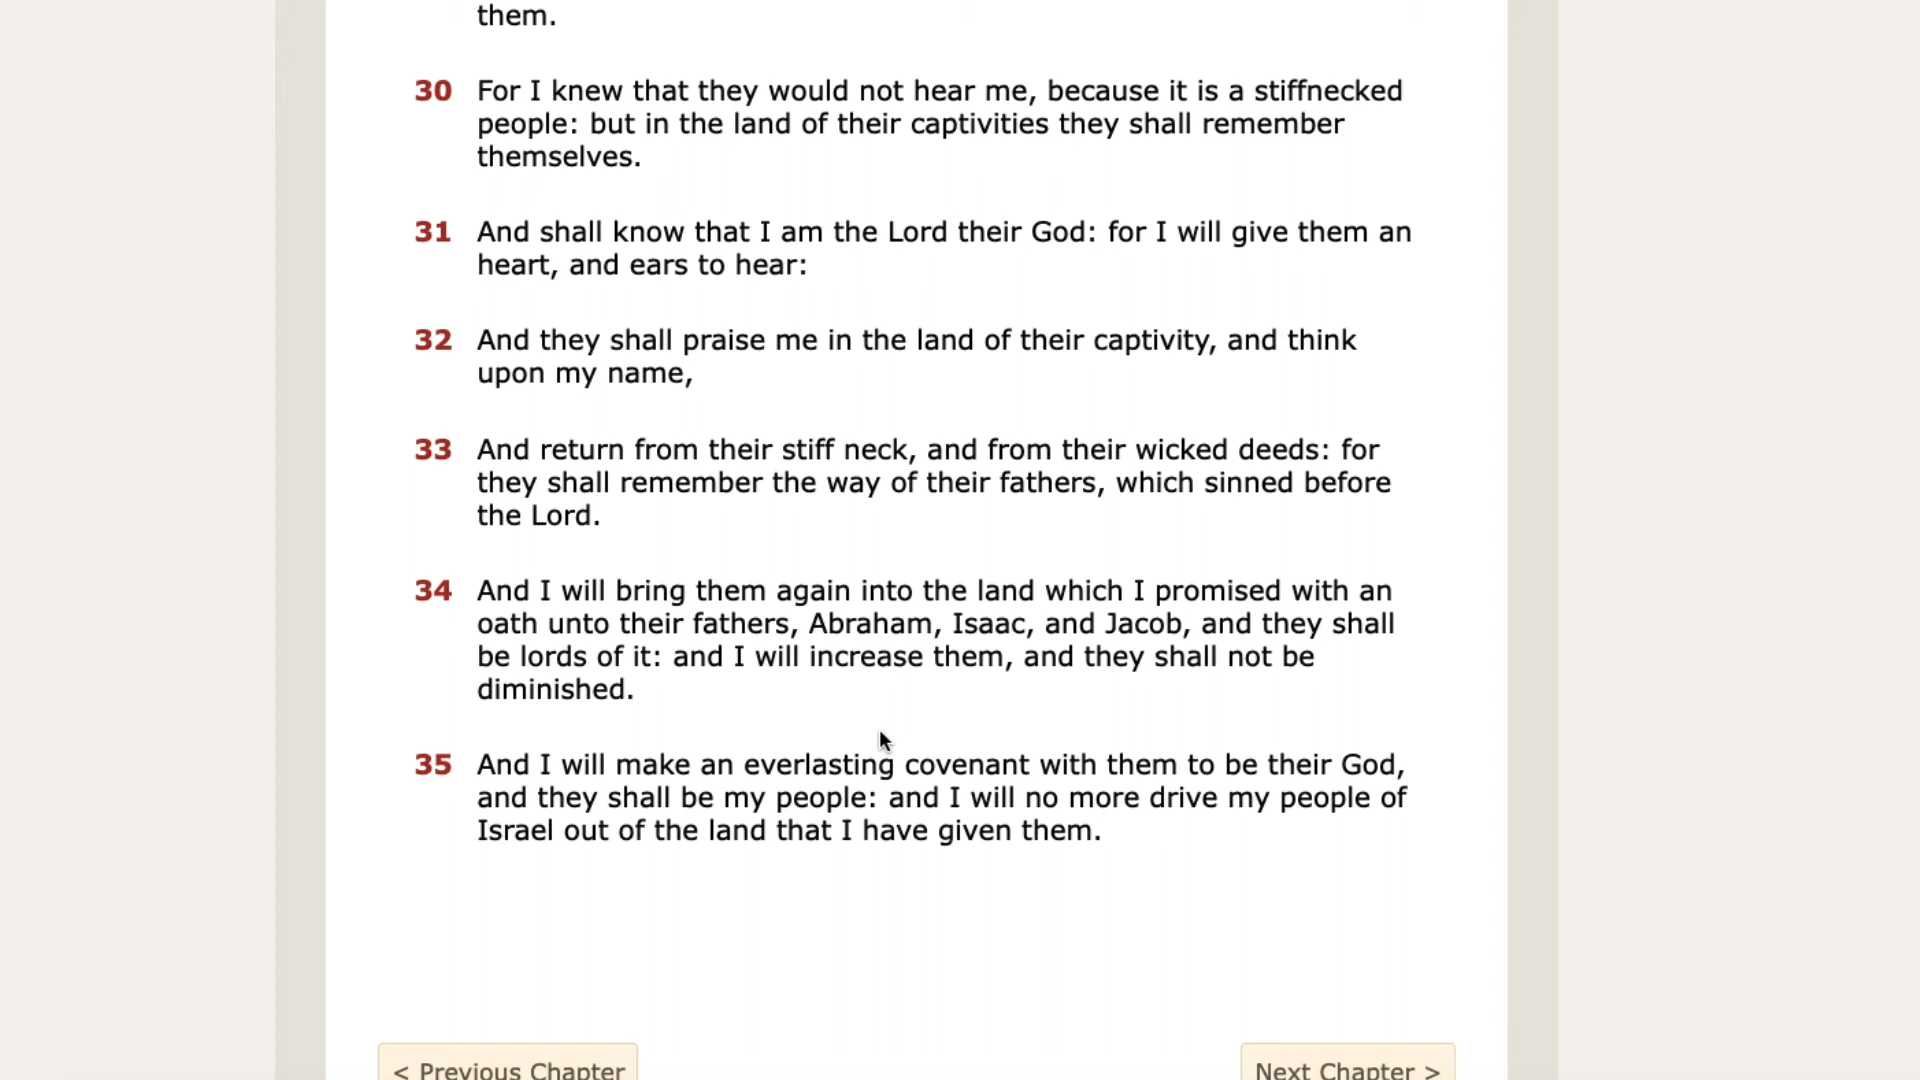 them.
30 For I knew that they would not hear me, because it is a stiffnecked
people: but in the land of their captivities they shall remember
themselves.
31 And shall know that I am the Lord their God: for I will give them an
heart, and ears to hear:
32 And they shall praise me in the land of their captivity, and think
upon my name,
33 And return from their stiff neck, and from their wicked deeds: for
they shall remember the way of their fathers, which sinned before
the Lord.
34 And I will bring them again into the land which I promised with an
oath unto their fathers, Abraham, Isaac, and Jacob, and they shall
be lords of it: and I will increase them, and they shall not be
diminished.
35 And I will make an everlasting covenant with them to be their God,
and they shall be my people: and I will no more drive my people of
Israel out of the land that I have given them.
< Previous Chapter
Next Chapter >